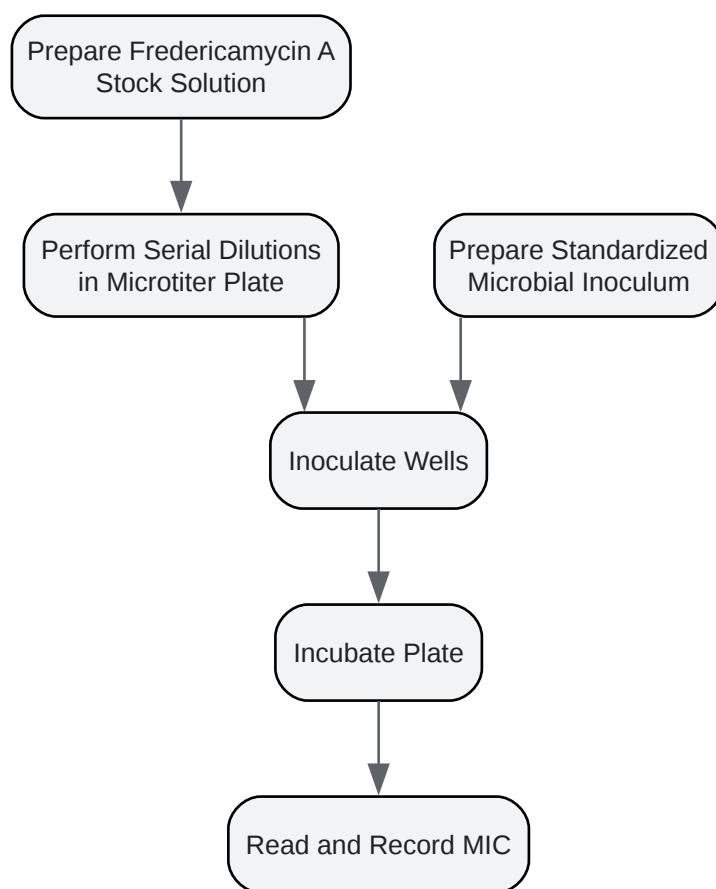 Prepare Fredericamycin A
Stock Solution
Perform Serial Dilutions
in Microtiter Plate
Prepare Standardized
Microbial Inoculum
Inoculate Wells
Incubate Plate
Read and Record MIC